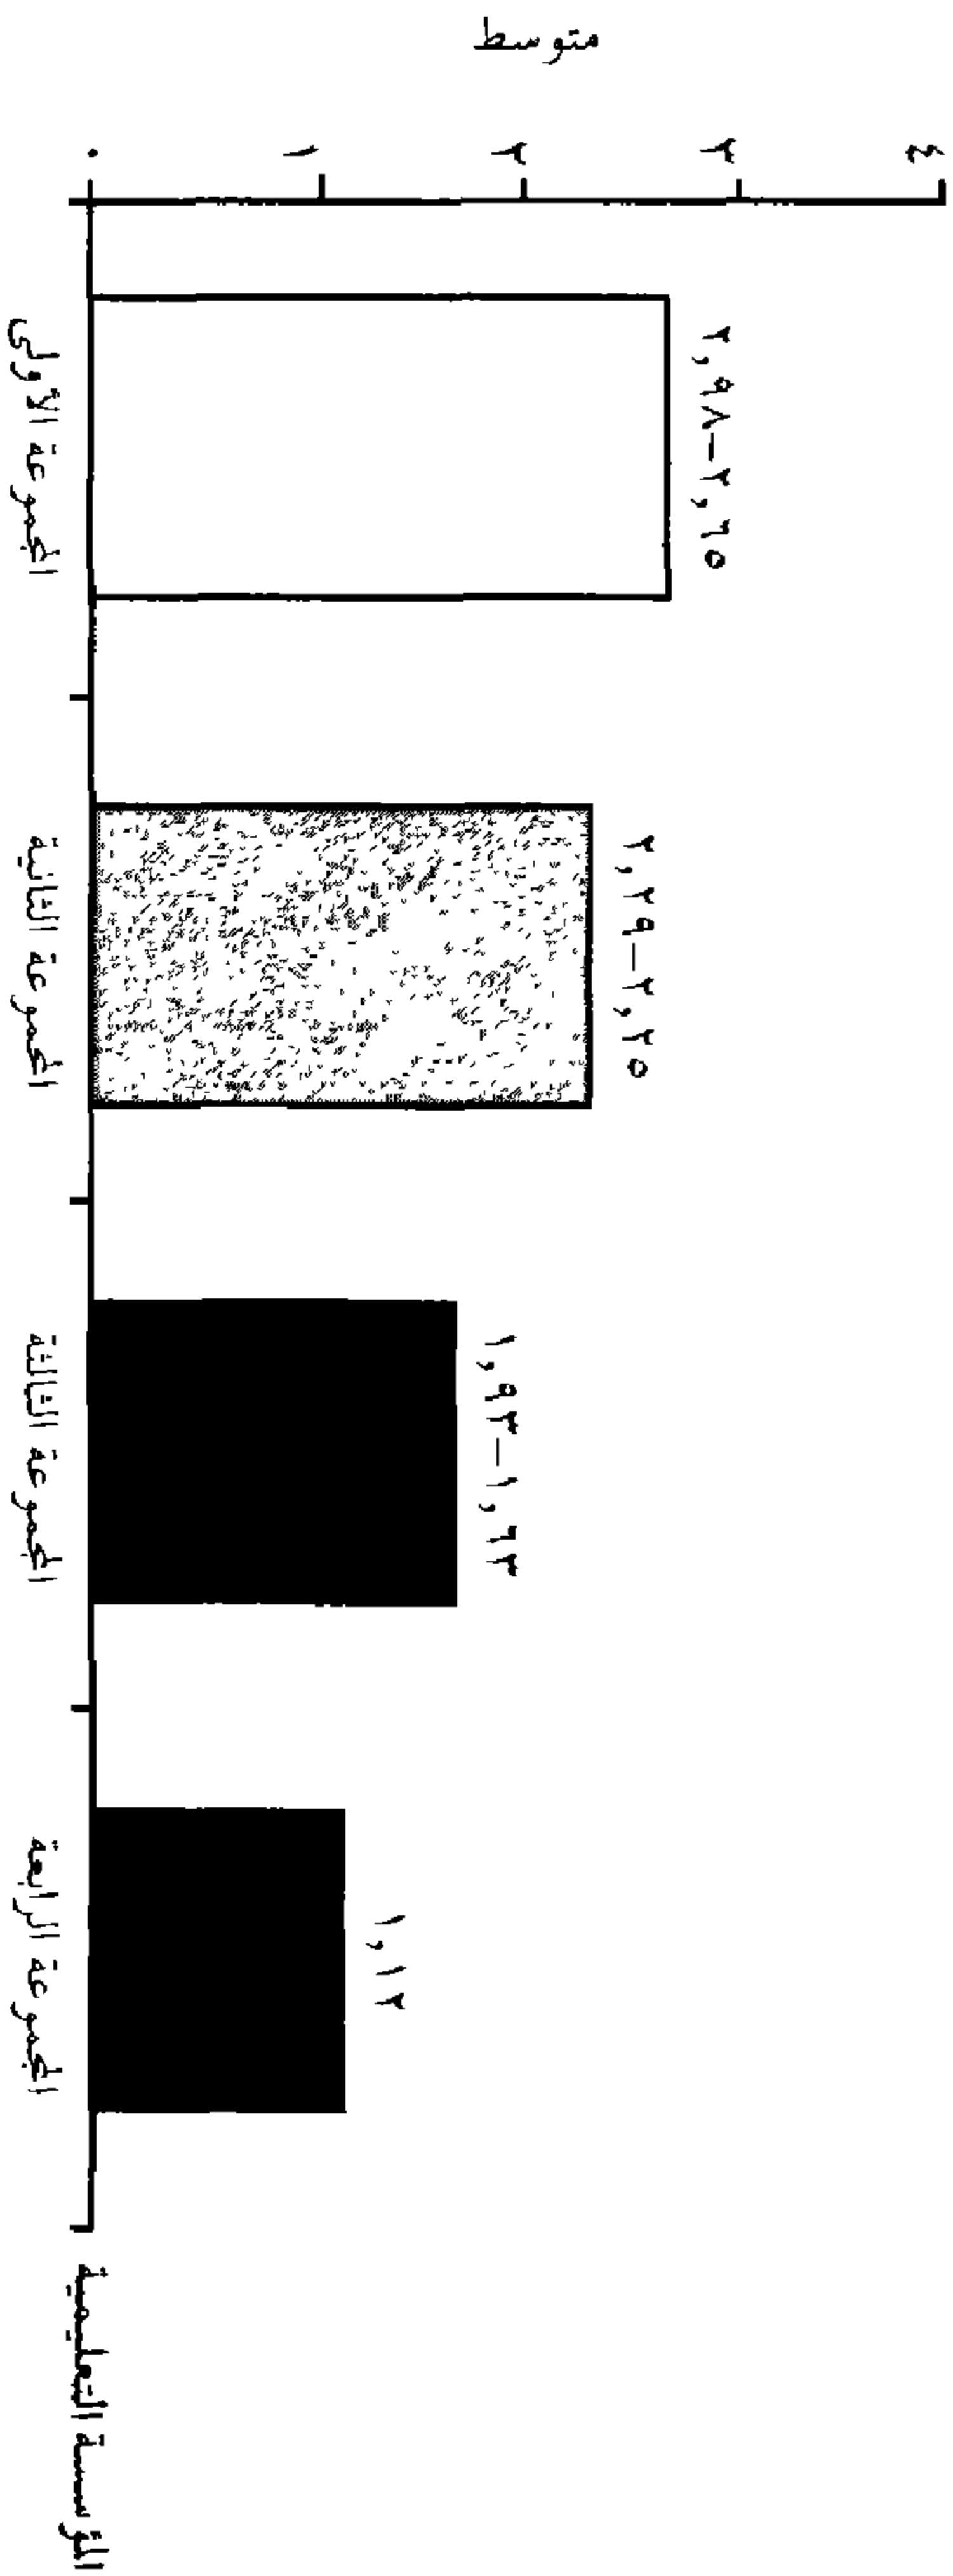 متوسط
٤
٣
٢
١
٠
٢,٩٨–٢,٦٥
٢,٢٩–٢,٢٥
١,٩٣–١,٦٣
١,١٢
المجموعة الأولى
المجموعة الثانية
المجموعة الثالثة
المجموعة الرابعة
المؤسسة التعليمية